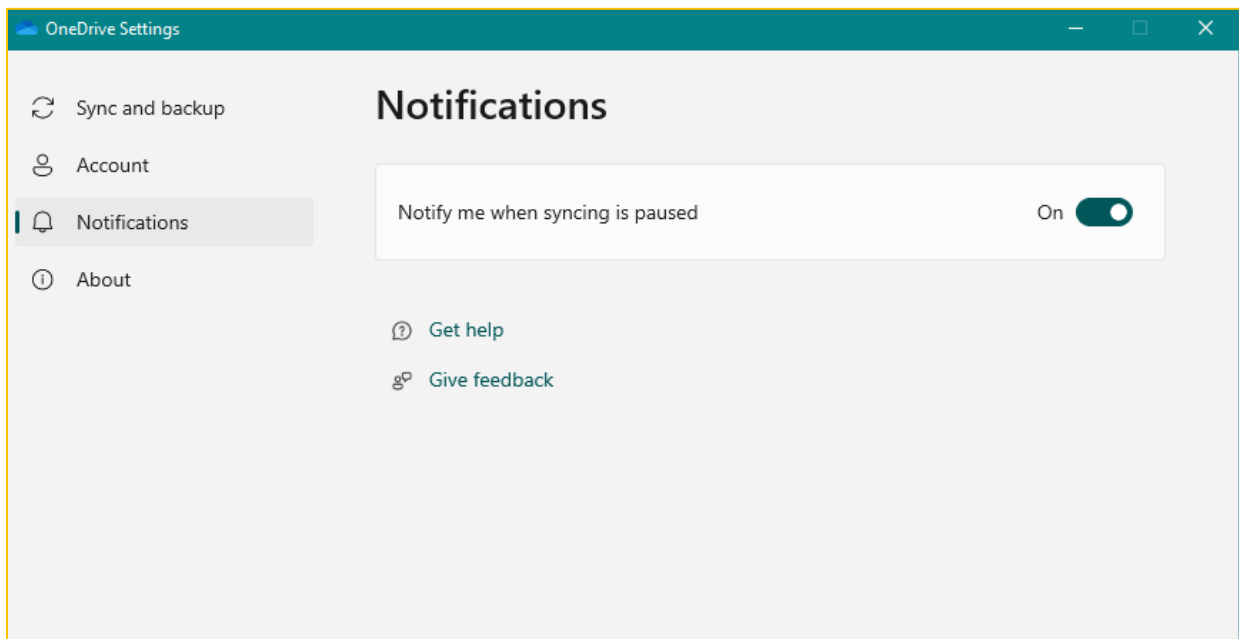 OneDrive Settings
Sync and backup
Account
Notifications
About
Notifications
Notify me when syncing is paused
On
Get help
Give feedback